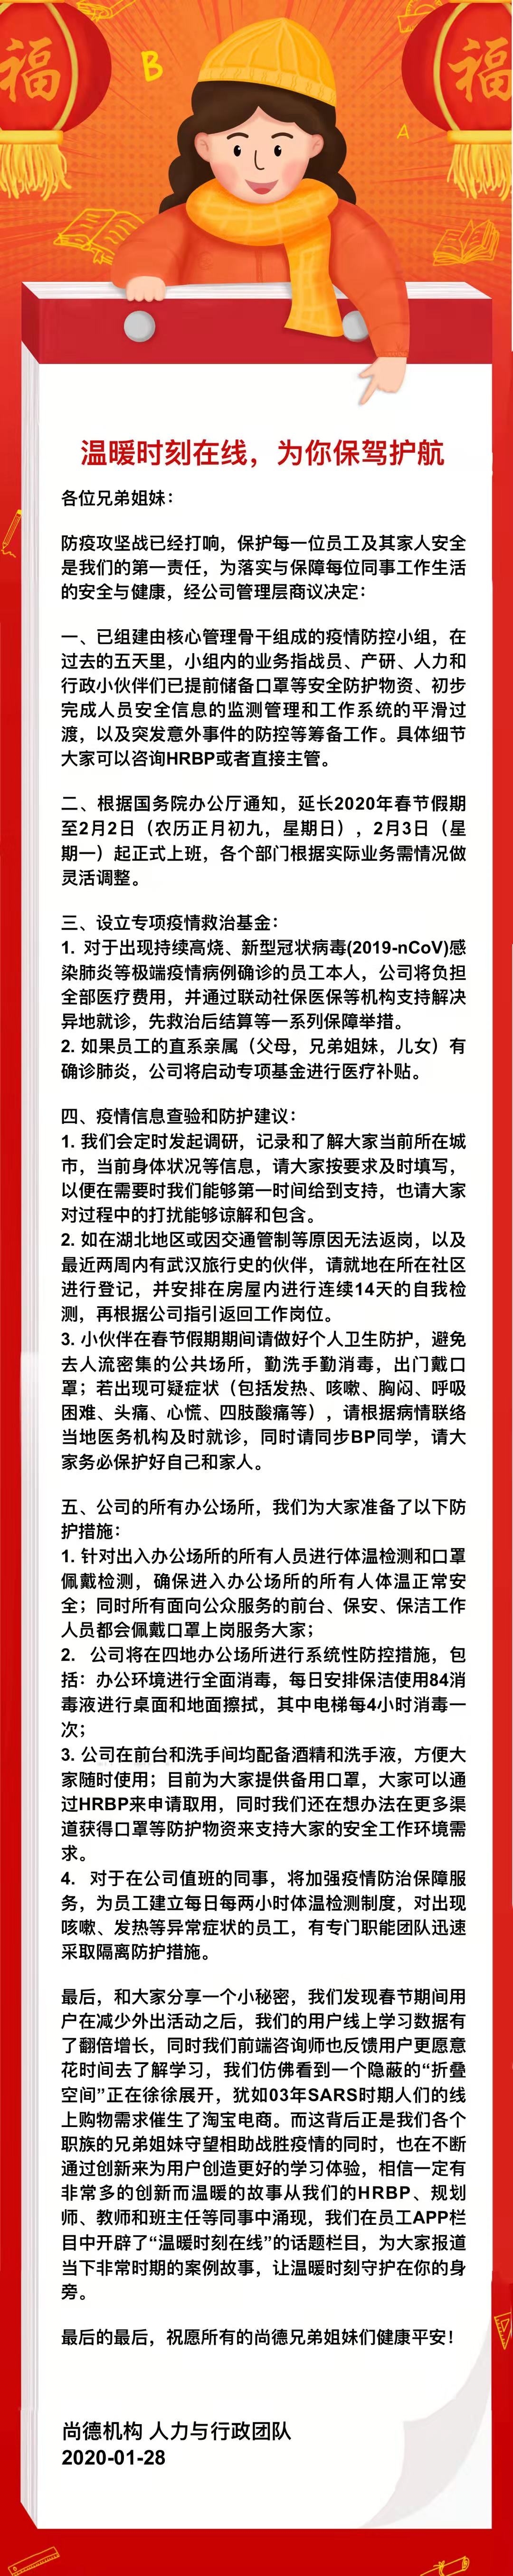 福
福
B
A
温暖时刻在线，为你保驾护航
各位兄弟姐妹：
防疫攻坚战已经打响，保护每一位员工及其家人安全
是我们的第一责任，为落实与保障每位同事工作生活
的安全与健康，经公司管理层商议决定：
一、已组建由核心管理骨干组成的疫情防控小组，在
过去的五天里，小组内的业务指战员、产研、人力和
行政小伙伴们已提前储备口罩等安全防护物资、初步
完成人员安全信息的监测管理和工作系统的平滑过
渡，以及突发意外事件的防控等筹备工作。具体细节
大家可以咨询HRBP或者直接主管。
二、根据国务院办公厅通知，延长2020年春节假期
至2月2日（农历正月初九，星期日），2月3日（星
期一）起正式上班，各个部门根据实际业务需情况做
灵活调整。
三、设立专项疫情救治基金：
1. 对于出现持续高烧、新型冠状病毒(2019-nCoV)感
染肺炎等极端疫情病例确诊的员工本人，公司将负担
全部医疗费用，并通过联动社保医保等机构支持解决
异地就诊，先救治后结算等一系列保障举措。
2. 如果员工的直系亲属（父母，兄弟姐妹，儿女）有
确诊肺炎，公司将启动专项基金进行医疗补贴。
四、疫情信息查验和防护建议：
1. 我们会定时发起调研，记录和了解大家当前所在城
市，当前身体状况等信息，请大家按要求及时填写，
以便在需要时我们能够第一时间给到支持，也请大家
对过程中的打扰能够谅解和包含。
2. 如在湖北地区或因交通管制等原因无法返岗，以及
最近两周内有武汉旅行史的伙伴，请就地在所在社区
进行登记，并安排在房屋内进行连续14天的自我检
测，再根据公司指引返回工作岗位。
3. 小伙伴在春节假期期间请做好个人卫生防护，避免
去人流密集的公共场所，勤洗手勤消毒，出门戴口
罩；若出现可疑症状（包括发热、咳嗽、胸闷、呼吸
困难、头痛、心慌、四肢酸痛等），请根据病情联络
当地医务机构及时就诊，同时请同步BP同学，请大
家务必保护好自己和家人。
五、公司的所有办公场所，我们为大家准备了以下防
护措施：
1. 针对出入办公场所的所有人员进行体温检测和口罩
佩戴检测，确保进入办公场所的所有人体温正常安
全；同时所有面向公众服务的前台、保安、保洁工作
人员都会佩戴口罩上岗服务大家；
2. 公司将在四地办公场所进行系统性防控措施，包
括：办公环境进行全面消毒，每日安排保洁使用84消
毒液进行桌面和地面擦拭，其中电梯每4小时消毒一
次；
3. 公司在前台和洗手间均配备酒精和洗手液，方便大
家随时使用；目前为大家提供备用口罩，大家可以通
过HRBP来申请取用，同时我们还在想办法在更多渠
道获得口罩等防护物资来支持大家的安全工作环境需
求。
4. 对于在公司值班的同事，将加强疫情防治保障服
务，为员工建立每日每两小时体温检测制度，对出现
咳嗽、发热等异常症状的员工，有专门职能团队迅速
采取隔离防护措施。
最后，和大家分享一个小秘密，我们发现春节期间用
户在减少外出活动之后，我们的用户线上学习数据有
了翻倍增长，同时我们前端咨询师也反馈用户更愿意
花时间去了解学习，我们仿佛看到一个隐蔽的“折叠
空间”正在徐徐展开，犹如03年SARS时期人们的线
上购物需求催生了淘宝电商。而这背后正是我们各个
职族的兄弟姐妹守望相助战胜疫情的同时，也在不断
通过创新来为用户创造更好的学习体验，相信一定有
非常多的创新而温暖的故事从我们的HRBP、规划
师、教师和班主任等同事中涌现，我们在员工APP栏
目中开辟了“温暖时刻在线”的话题栏目，为大家报道
当下非常时期的案例故事，让温暖时刻守护在你的身
旁。
最后的最后，祝愿所有的尚德兄弟姐妹们健康平安！
尚德机构 人力与行政团队
2020-01-28